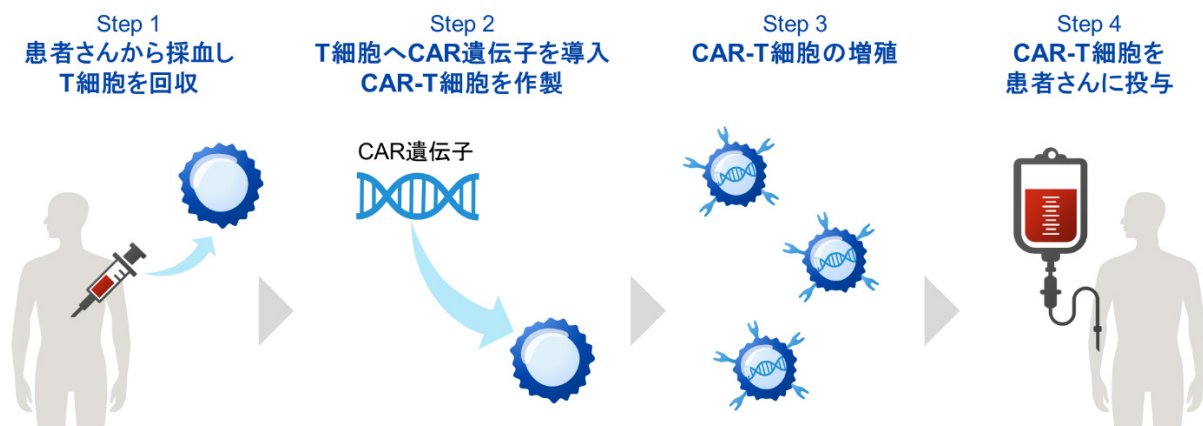 Step 1
患者さんから採血し
T細胞を回収
Step 2
T細胞へCAR遺伝子を導入
CAR-T細胞を作製
CAR遺伝子
Step 3
CAR-T細胞の増殖
Step 4
CAR-T細胞を
患者さんに投与